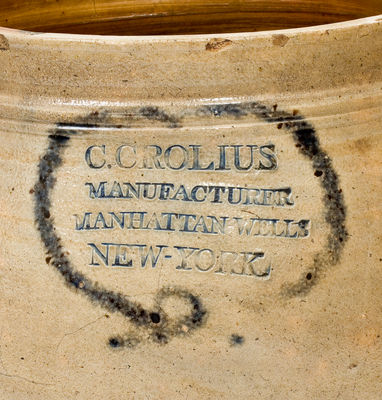 C. CROLIUS
MANUFACTURER
MANHATTAN-WELLS
NEW-YORK.